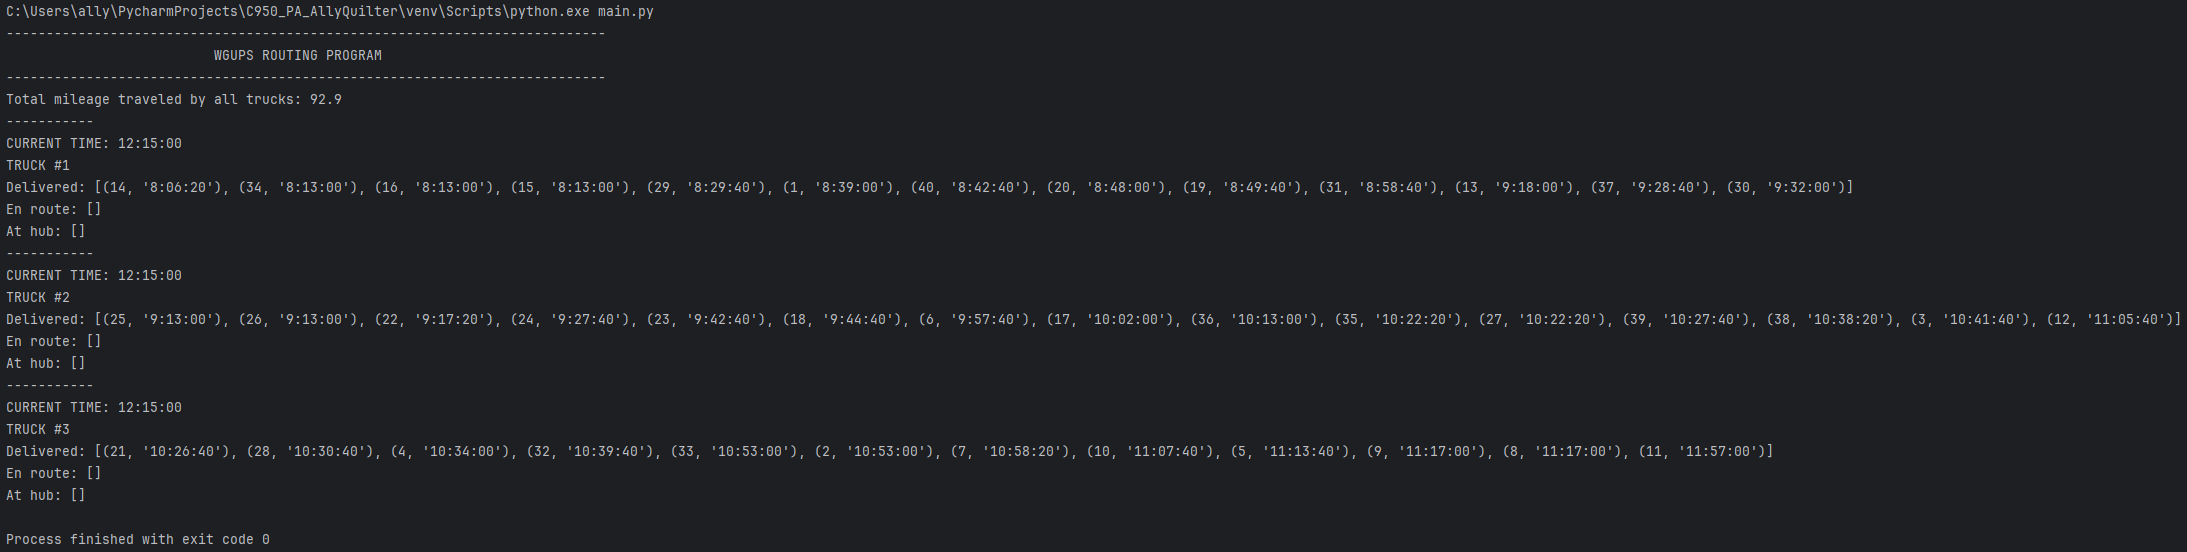 C:\Users\ally\PycharmProjects\C950_PA_AllyQuilter\venv\Scripts\python.exe main.py
---------------------------------------------------------------------------
WGUPS ROUTING PROGRAM
---------------------------------------------------------------------------
Total mileage traveled by all trucks: 92.9
-----------
CURRENT TIME: 12:15:00
TRUCK #1
Delivered: [(14, '8:06:20'), (34, '8:13:00'), (16, '8:13:00'), (15, '8:13:00'), (29, '8:29:40'), (1, '8:39:00'), (40, '8:42:40'), (20, '8:48:00'), (19, '8:49:40'), (31, '8:58:40'), (13, '9:18:00'), (37, '9:28:40'), (30, '9:32:00')]
En route: []
At hub: []
-----------
CURRENT TIME: 12:15:00
TRUCK #2
Delivered: [(25, '9:13:00'), (26, '9:13:00'), (22, '9:17:20'), (24, '9:27:40'), (23, '9:42:40'), (18, '9:44:40'), (6, '9:57:40'), (17, '10:02:00'), (36, '10:13:00'), (35, '10:22:20'), (27, '10:22:20'), (39, '10:27:40'), (38, '10:38:20'), (3, '10:41:40'), (12, '11:05:40')]
En route: []
At hub: []
-----------
CURRENT TIME: 12:15:00
TRUCK #3
Delivered: [(21, '10:26:40'), (28, '10:30:40'), (4, '10:34:00'), (32, '10:39:40'), (33, '10:53:00'), (2, '10:53:00'), (7, '10:58:20'), (10, '11:07:40'), (5, '11:13:40'), (9, '11:17:00'), (8, '11:17:00'), (11, '11:57:00')]
En route: []
At hub: []
Process finished with exit code 0